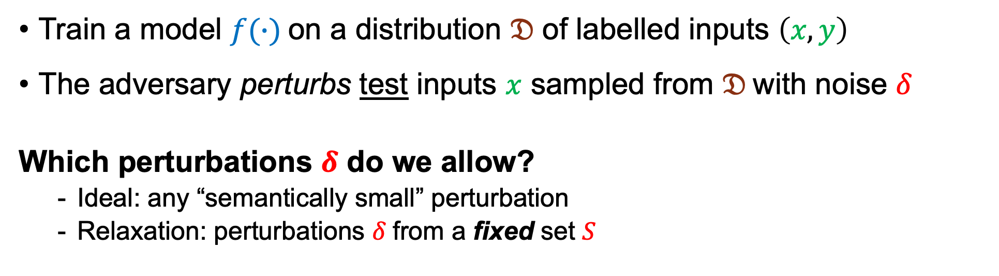 • Train a model f(·) on a distribution 𝔇 of labelled inputs (x, y)
• The adversary perturbs test inputs x sampled from 𝔇 with noise δ
Which perturbations δ do we allow?
- Ideal: any “semantically small” perturbation
- Relaxation: perturbations δ from a fixed set S